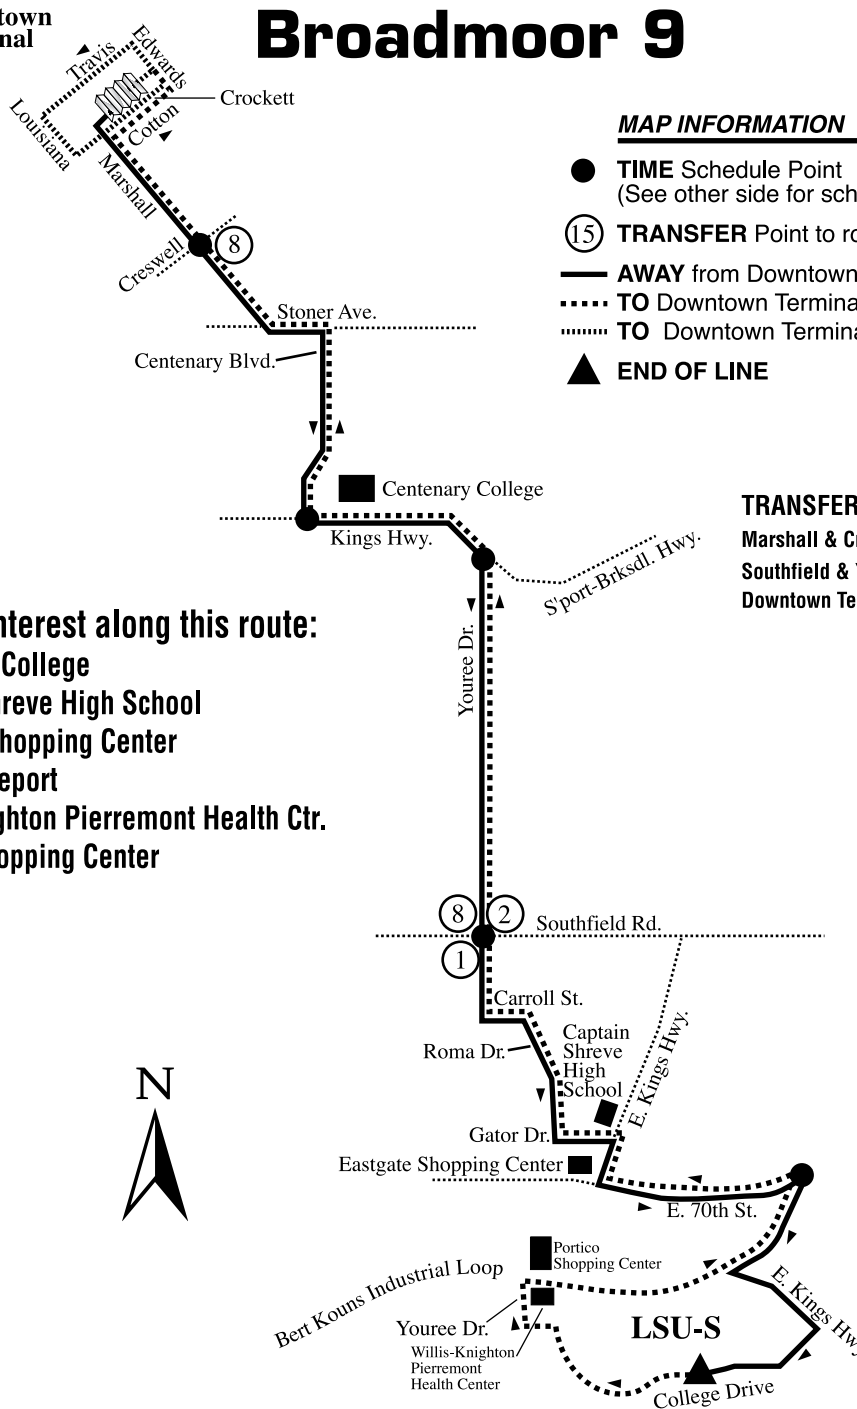 Broadmoor 9
town
nal
Travis
Edwards
Louisiana
Cotton
Crockett
Marshall
Creswell
8
MAP INFORMATION
TIME Schedule Point
(See other side for sch
15 TRANSFER Point to ro
AWAY from Downtown
TO Downtown Termina
TO Downtown Termina
END OF LINE
Stoner Ave.
Centenary Blvd.
Centenary College
Kings Hwy.
S'port-Brksdl. Hwy.
TRANSFER
Marshall & Cr
Southfield &
Downtown Te
Youree Dr.
nterest along this route:
College
reve High School
hopping Center
eport
ghton Pierremont Health Ctr.
opping Center
8
2
1
Southfield Rd.
Carroll St.
Roma Dr.
Captain
Shreve
High
School
E. Kings Hwy.
Gator Dr.
Eastgate Shopping Center
E. 70th St.
N
Portico
Shopping Center
Bert Kouns Industrial Loop
Youree Dr.
Willis-Knighton
Pierremont
Health Center
LSU-S
E. Kings Hwy
College Drive